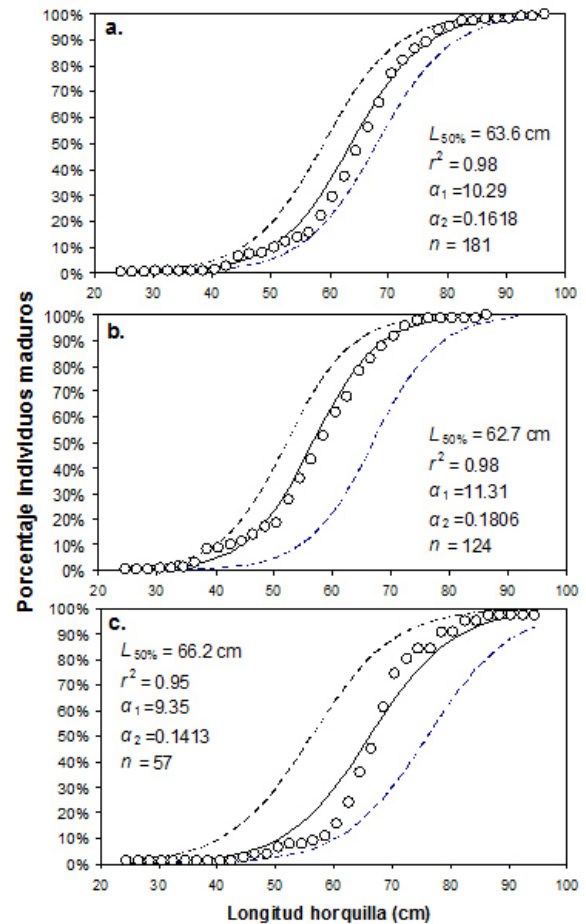 Porcentaje Individuos maduros
a.
100%
90%
80%
70%
60%
50%
40%
30%
20%
10%
0%
L50% = 63.6 cm
r2 = 0.98
α1 =10.29
α2 =0.1618
n = 181
20 30 40 50 60 70 80 90 100
b.
100%
90%
80%
70%
60%
50%
40%
30%
20%
10%
0%
L50% = 62.7 cm
r2 = 0.98
α1 =11.31
α2 =0.1806
n = 124
20 30 40 50 60 70 80 90 100
c.
100%
90%
80%
70%
60%
50%
40%
30%
20%
10%
0%
L50% = 66.2 cm
r2 = 0.95
α1 =9.35
α2 =0.1413
n = 57
20 30 40 50 60 70 80 90 100
Longitud horquilla (cm)